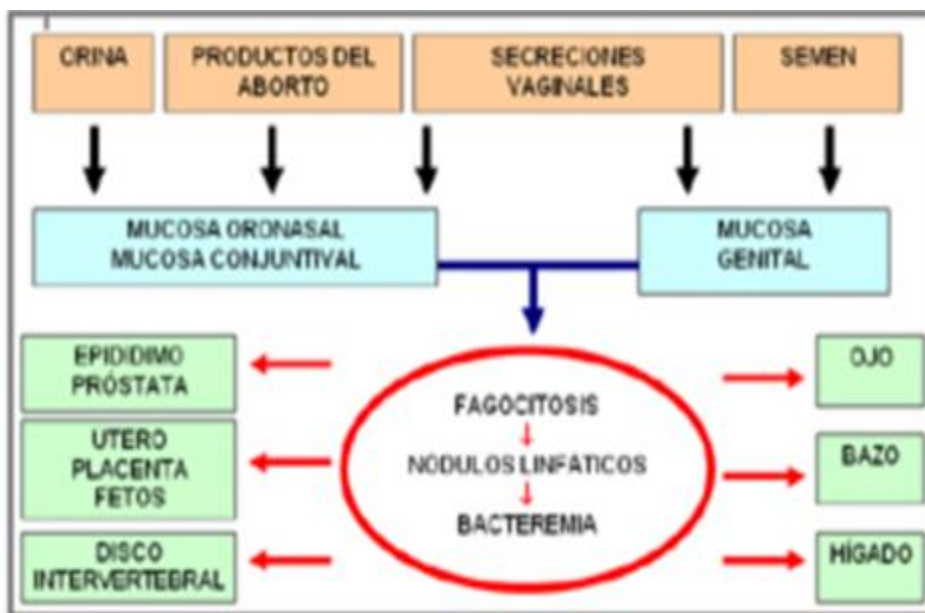 ORINA
PRODUCTOS DEL
ABORTO
SECRECIONES
VAGINALES
SEMEN
MUCOSA ORONASAL
MUCOSA CONJUNTIVAL
MUCOSA
GENITAL
EPIDIDIMO
PRÓSTATA
UTERO
PLACENTA
FETOS
DISCO
INTERVERTEBRAL
FAGOCITOSIS
NODULOS LINFÁTICOS
BACTEREMIA
OJO
BAZO
HÍGADO